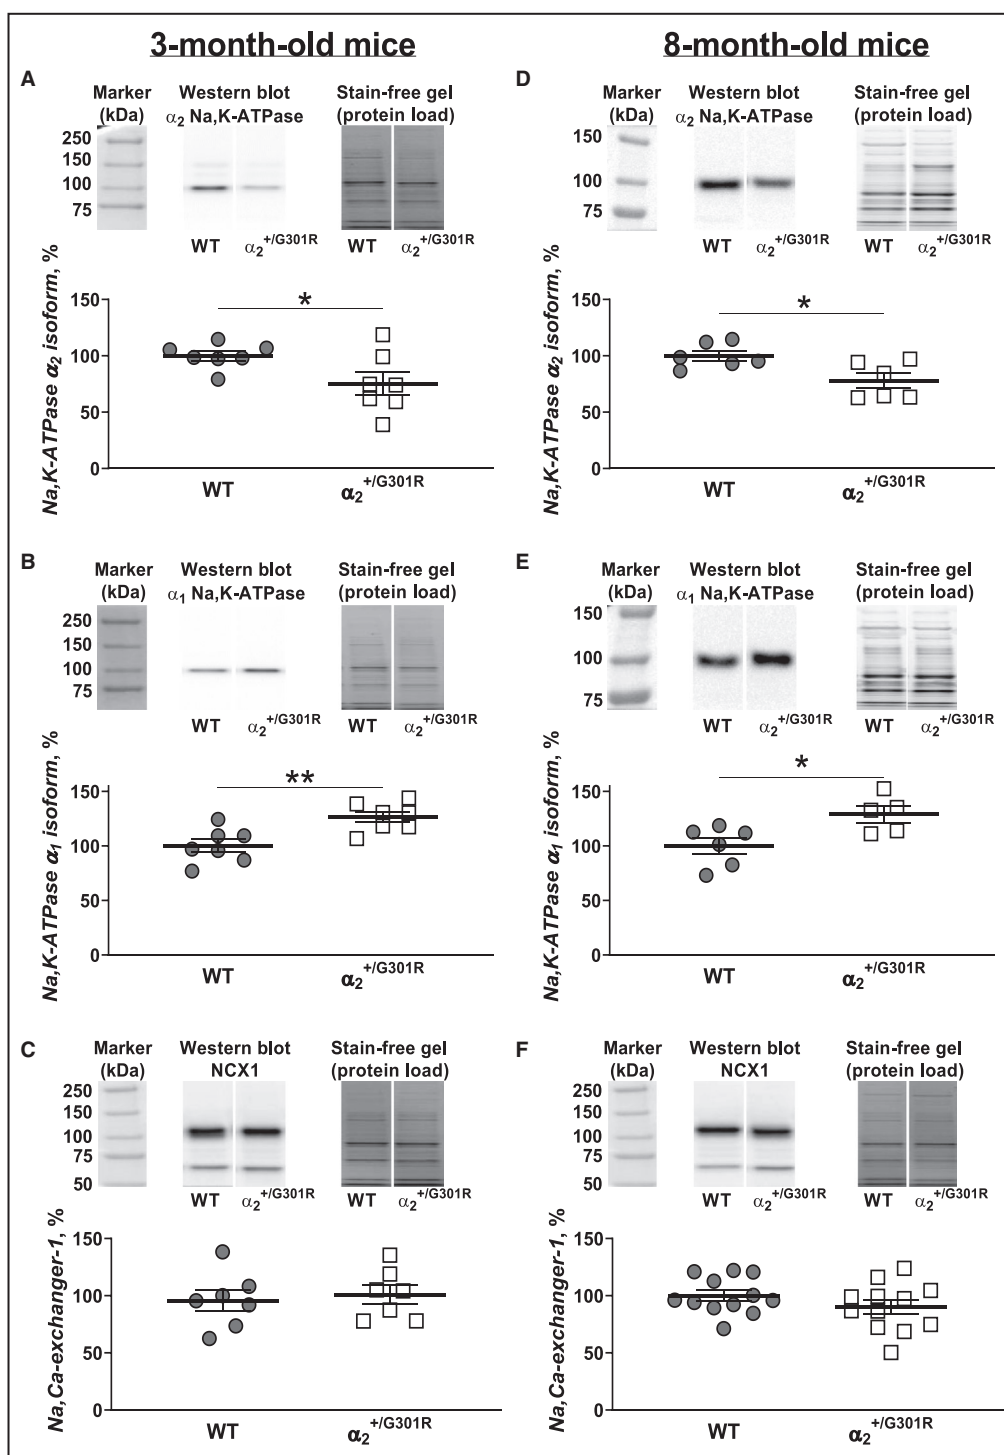 3-month-old mice
8-month-old mice
A
Marker
(kDa)
Western blot
α2 Na,K-ATPase
Stain-free gel
(protein load)
250
150
100
75
WT
α2+/G301R
WT
α2+/G301R
Na,K-ATPase α2 isoform, %
150
100
50
0
*
WT
α2+/G301R
D
Marker
(kDa)
Western blot
α2 Na,K-ATPase
Stain-free gel
(protein load)
150
100
75
WT
α2+/G301R
WT
α2+/G301R
Na,K-ATPase α2 isoform, %
150
100
50
0
*
WT
α2+/G301R
B
Marker
(kDa)
Western blot
α1 Na,K-ATPase
Stain-free gel
(protein load)
250
150
100
75
WT
α2+/G301R
WT
α2+/G301R
Na,K-ATPase α1 isoform, %
150
100
50
0
**
WT
α2+/G301R
E
Marker
(kDa)
Western blot
α1 Na,K-ATPase
Stain-free gel
(protein load)
150
100
75
WT
α2+/G301R
WT
α2+/G301R
Na,K-ATPase α1 isoform, %
150
100
50
0
*
WT
α2+/G301R
C
Marker
(kDa)
Western blot
NCX1
Stain-free gel
(protein load)
250
150
100
75
50
WT
α2+/G301R
WT
α2+/G301R
Na,Ca-exchanger-1, %
150
100
50
0
WT
α2+/G301R
F
Marker
(kDa)
Western blot
NCX1
Stain-free gel
(protein load)
250
150
100
75
50
WT
α2+/G301R
WT
α2+/G301R
Na,Ca-exchanger-1, %
150
100
50
0
WT
α2+/G301R